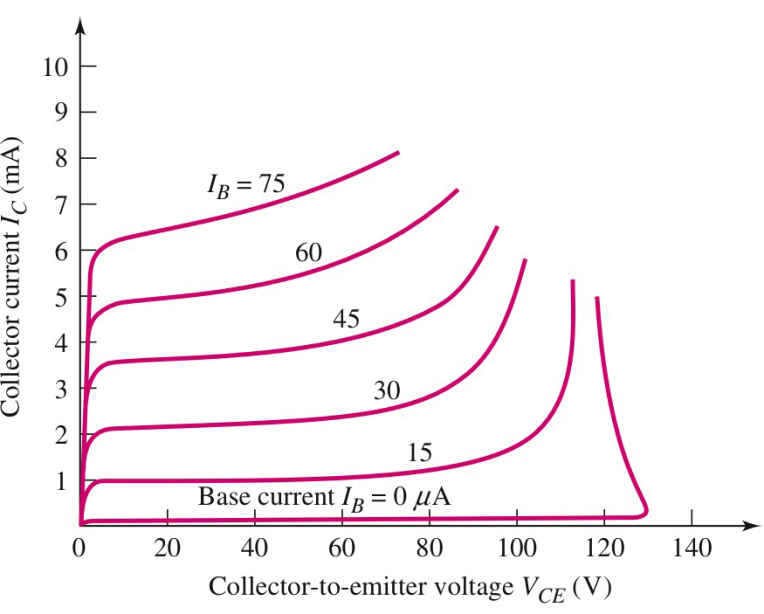 10
9
8
7
6
5
4
3
2
1
Collector current I_C (mA)
I_B = 75
60
45
30
15
Base current I_B = 0 μA
0 20 40 60 80 100 120 140
Collector-to-emitter voltage V_CE (V)